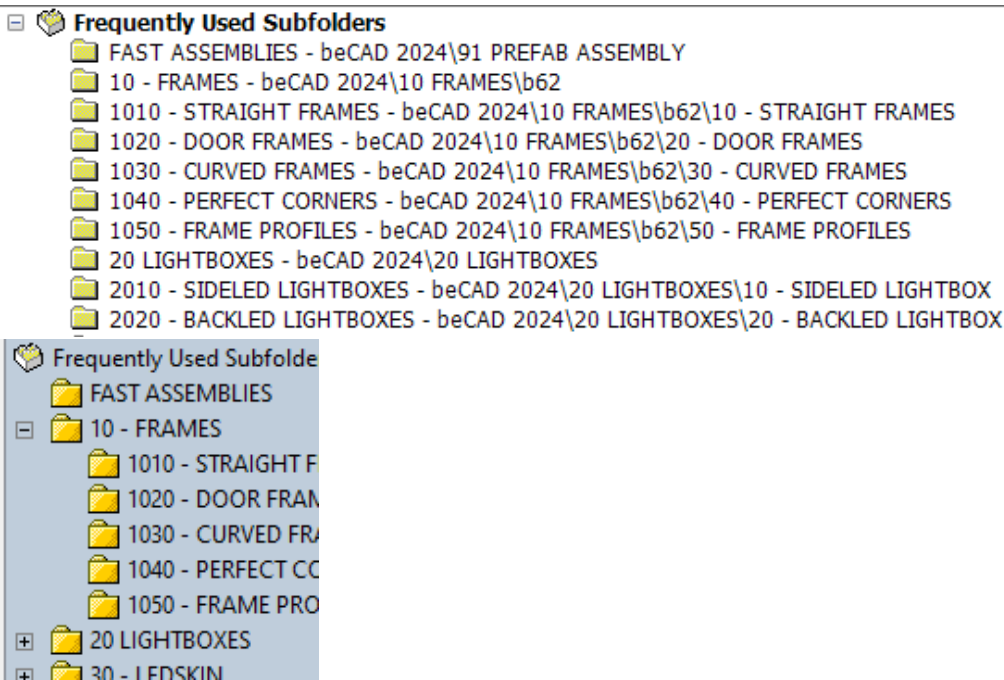 Frequently Used Subfolders
FAST ASSEMBLIES - beCAD 2024\91 PREFAB ASSEMBLY
10 - FRAMES - beCAD 2024\10 FRAMES\b62
1010 - STRAIGHT FRAMES - beCAD 2024\10 FRAMES\b62\10 - STRAIGHT FRAMES
1020 - DOOR FRAMES - beCAD 2024\10 FRAMES\b62\20 - DOOR FRAMES
1030 - CURVED FRAMES - beCAD 2024\10 FRAMES\b62\30 - CURVED FRAMES
1040 - PERFECT CORNERS - beCAD 2024\10 FRAMES\b62\40 - PERFECT CORNERS
1050 - FRAME PROFILES - beCAD 2024\10 FRAMES\b62\50 - FRAME PROFILES
20 LIGHTBOXES - beCAD 2024\20 LIGHTBOXES
2010 - SIDELED LIGHTBOXES - beCAD 2024\20 LIGHTBOXES\10 - SIDELED LIGHTBOX
2020 - BACKLED LIGHTBOXES - beCAD 2024\20 LIGHTBOXES\20 - BACKLED LIGHTBOX
Frequently Used Subfolde
FAST ASSEMBLIES
10 - FRAMES
1010 - STRAIGHT F
1020 - DOOR FRAM
1030 - CURVED FRA
1040 - PERFECT CO
1050 - FRAME PRO
20 LIGHTBOXES
30 - LEDSKIN